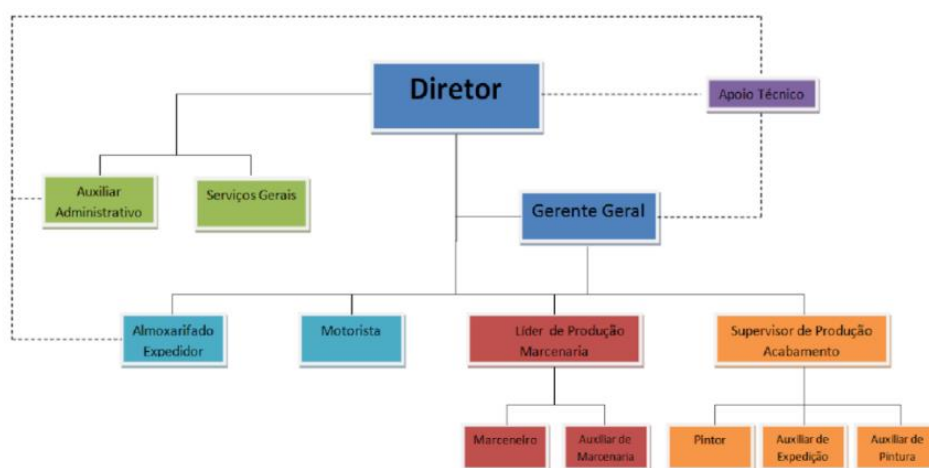 Diretor
Apoio Técnico
Auxiliar
Administrativo
Serviços Gerais
Gerente Geral
Almoxarifado
Expedidor
Motorista
Líder de Produção
Marcenaria
Supervisor de Produção
Acabamento
Marceneiro
Auxiliar de
Marcenaria
Pintor
Auxiliar de
Expedição
Auxiliar de
Pintura